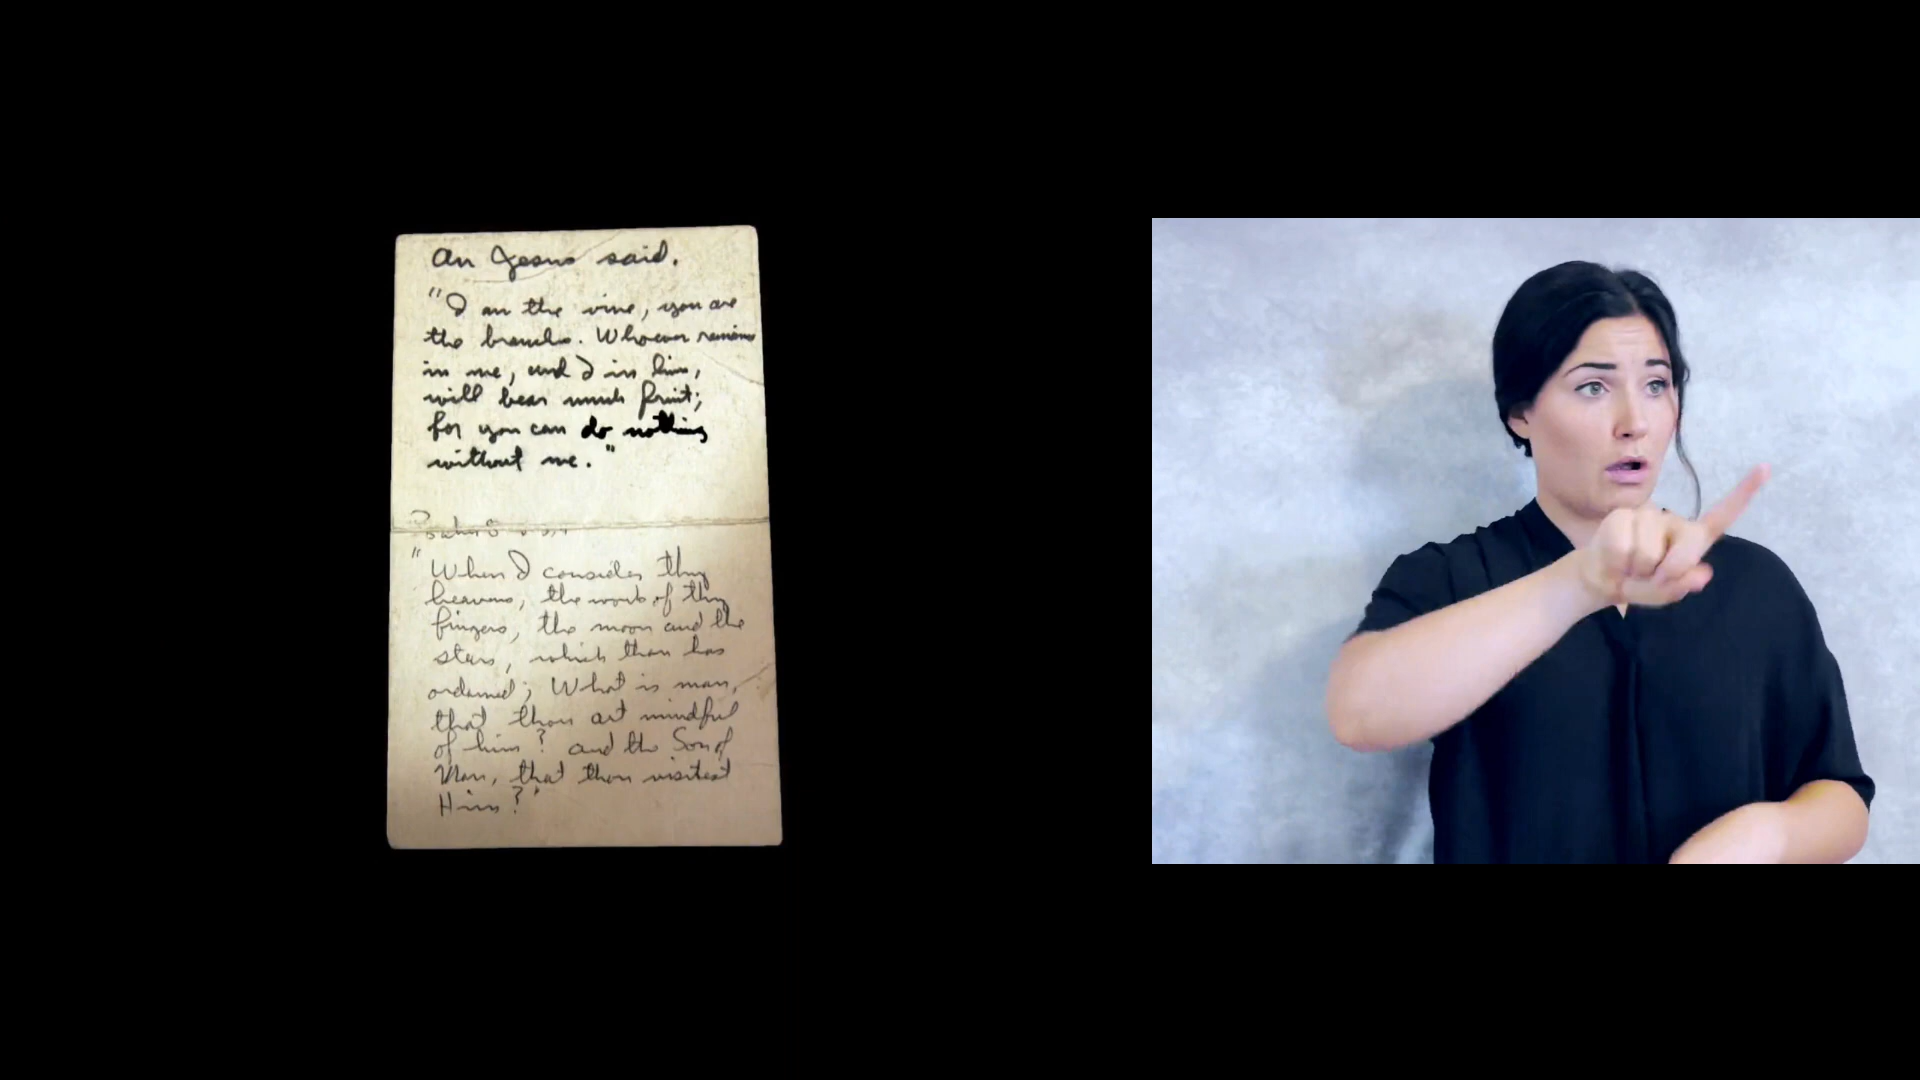 An Jesus said.
"I am the vine, you are
the branches. Whoever remains
in me, and I in him,
will bear much fruit;
for you can do nothing
without me."
"When I consider thy
heavens, the work of thy
fingers, the moon and the
stars, which thou has
ordained; What is man,
that thou art mindful
of him? and the Son of
Man, that thou visitest
Him?"